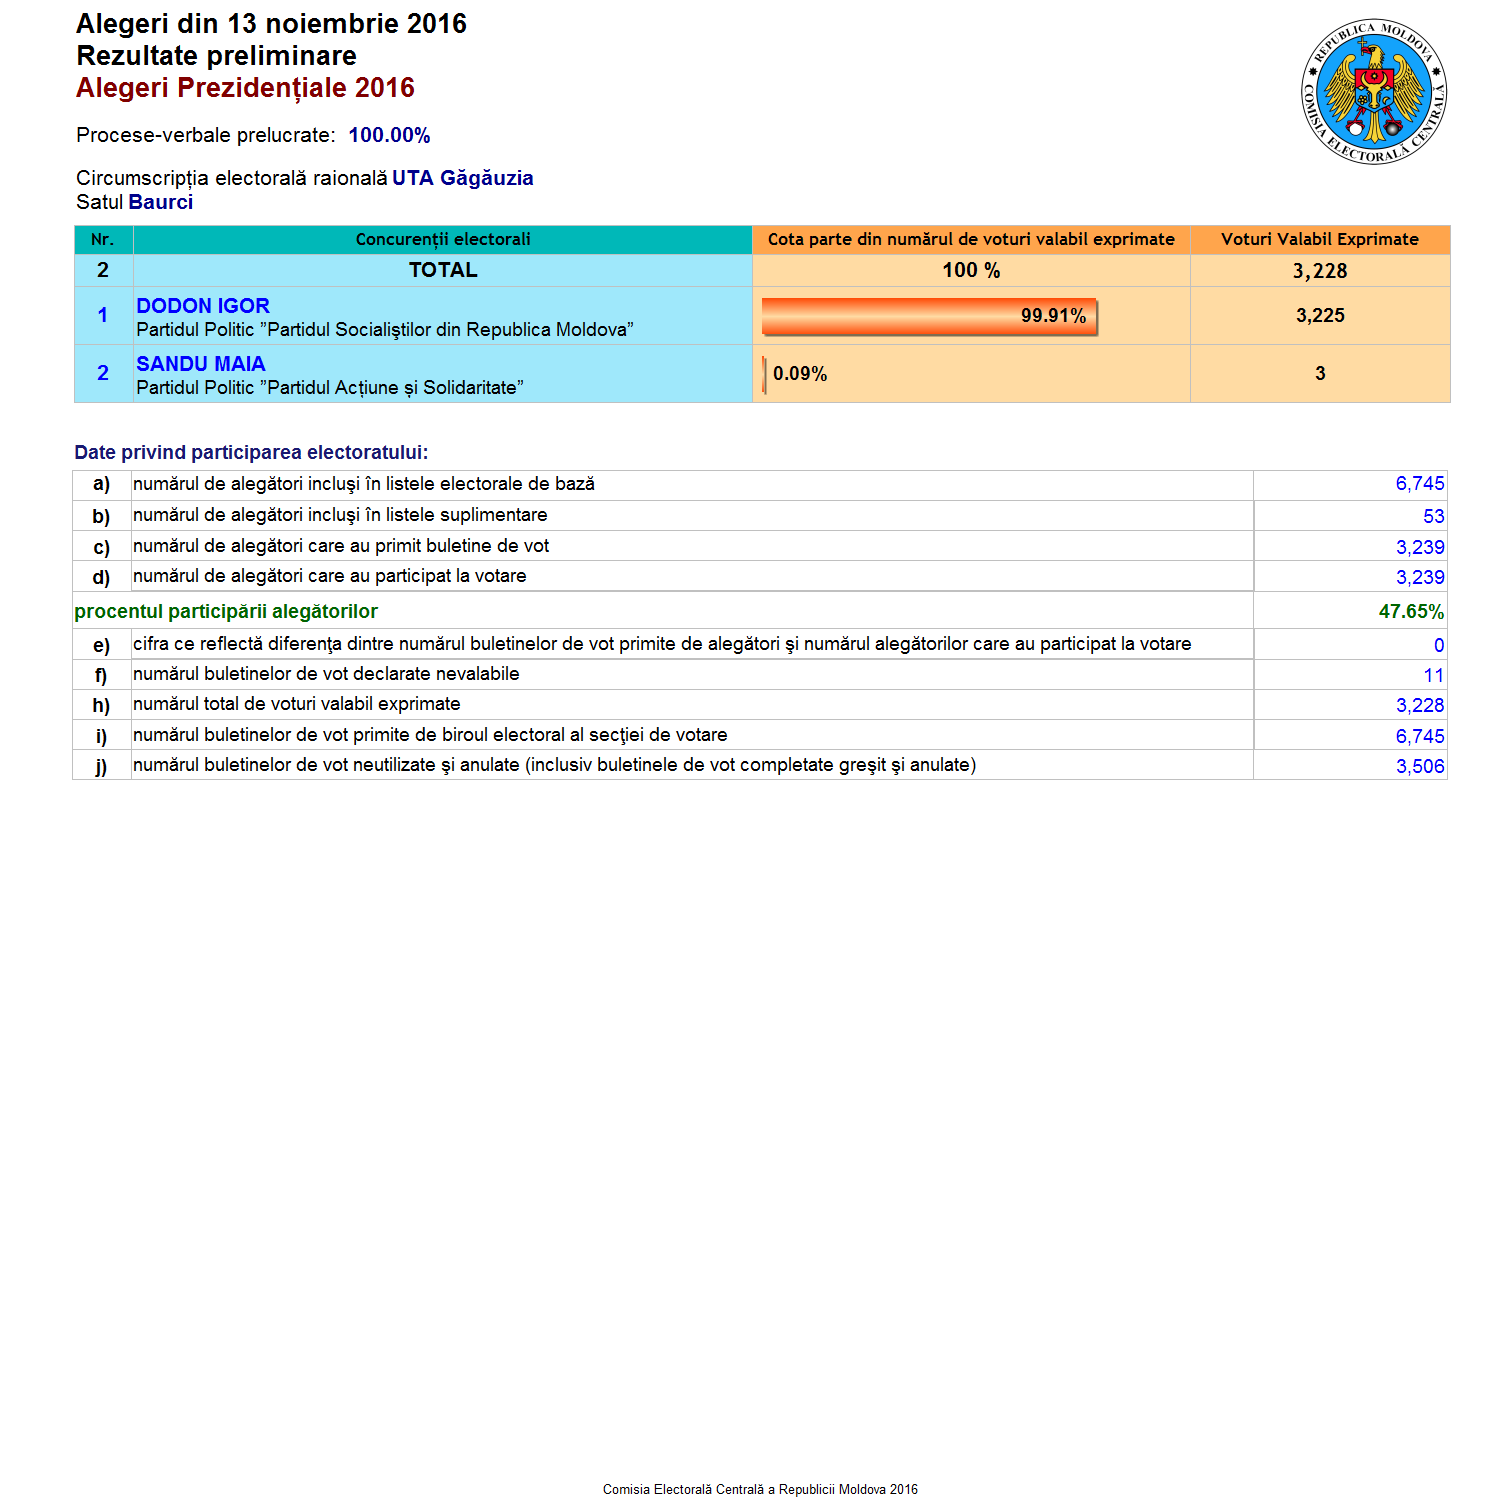 Alegeri din 13 noiembrie 2016
Rezultate preliminare
Alegeri Prezidențiale 2016
REPUBLICA MOLDOVA
COMISIA ELECTORALĂ CENTRALĂ
Procese-verbale prelucrate: 100.00%
Circumscripția electorală raională UTA Găgăuzia
Satul Baurci
Nr. Concurenții electorali Cota parte din numărul de voturi valabil exprimate Voturi Valabil Exprimate
2 TOTAL 100 % 3,228
1 DODON IGOR 99.91% 3,225
Partidul Politic ”Partidul Socialiştilor din Republica Moldova”
2 SANDU MAIA 0.09% 3
Partidul Politic ”Partidul Acțiune și Solidaritate”
Date privind participarea electoratului:
a) numărul de alegători incluşi în listele electorale de bază 6,745
b) numărul de alegători incluşi în listele suplimentare 53
c) numărul de alegători care au primit buletine de vot 3,239
d) numărul de alegători care au participat la votare 3,239
procentul participării alegătorilor 47.65%
e) cifra ce reflectă diferenţa dintre numărul buletinelor de vot primite de alegători şi numărul alegătorilor care au participat la votare 0
f) numărul buletinelor de vot declarate nevalabile 11
h) numărul total de voturi valabil exprimate 3,228
i) numărul buletinelor de vot primite de biroul electoral al secţiei de votare 6,745
j) numărul buletinelor de vot neutilizate şi anulate (inclusiv buletinele de vot completate greşit şi anulate) 3,506
Comisia Electorală Centrală a Republicii Moldova 2016